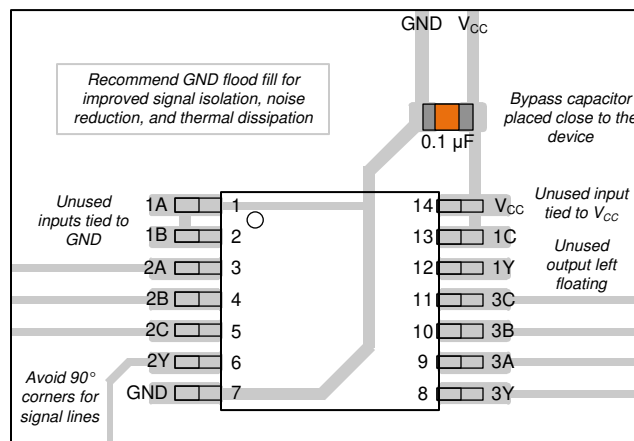 GND VCC
Recommend GND flood fill for
improved signal isolation, noise
reduction, and thermal dissipation
Bypass capacitor
placed close to the
device
0.1 µF
Unused
inputs tied to
GND
1A 1 14 VCC
1B 2 13 1C
2A 3 12 1Y
2B 4 11 3C
2C 5 10 3B
2Y 6 9 3A
GND 7 8 3Y
Unused input
tied to VCC
Unused
output left
floating
Avoid 90°
corners for
signal lines